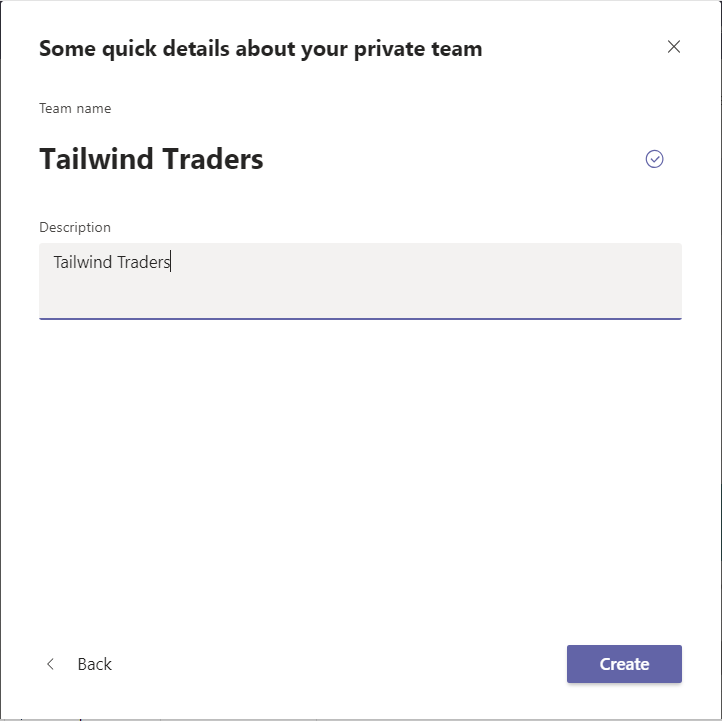 Some quick details about your private team
Team name
Tailwind Traders
Description
Tailwind Traders
Back
Create